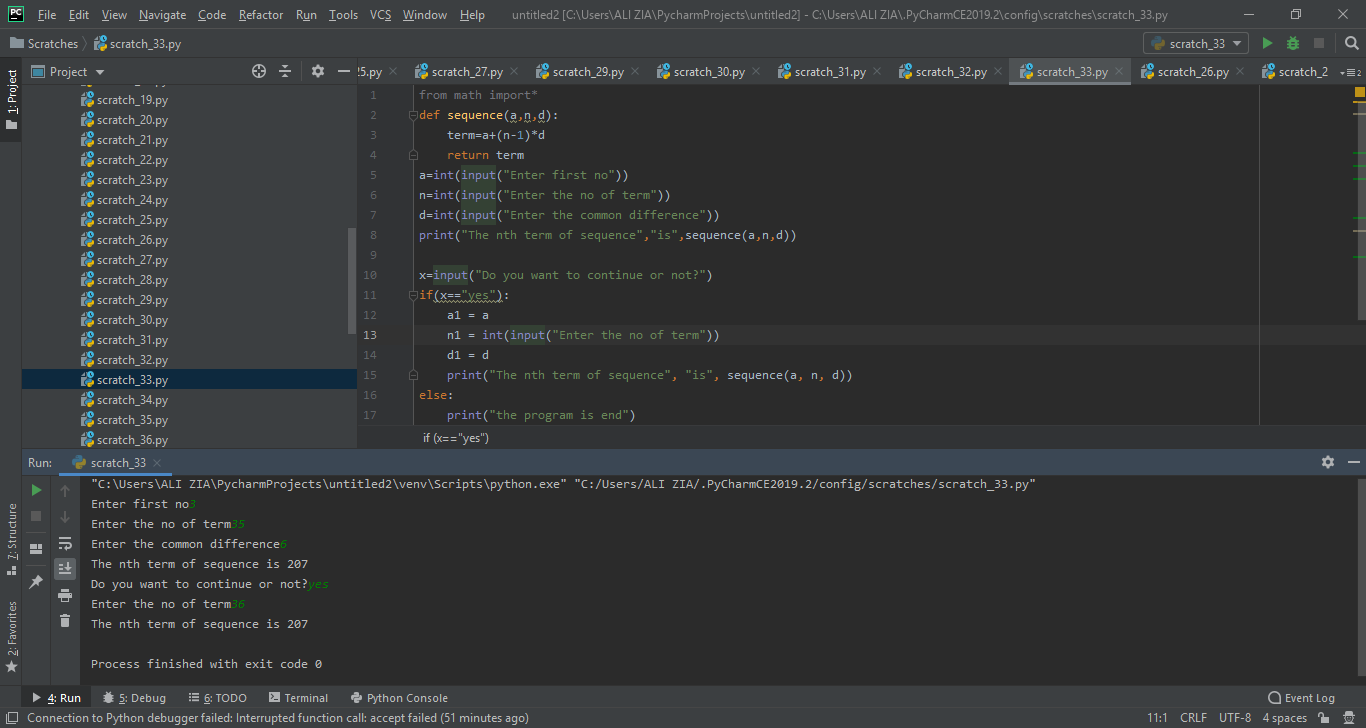 PC File Edit View Navigate Code Refactor Run Tools VCS Window Help untitled2 [C:\Users\ALI ZIA\PycharmProjects\untitled2] - C:\Users\ALI ZIA\.PyCharmCE2019.2\config\scratches\scratch_33.py
Scratches scratch_33.py scratch_33
1: Project
Project 25.py scratch_27.py scratch_29.py scratch_30.py scratch_31.py scratch_32.py scratch_33.py scratch_26.py scratch_2 2
scratch_19.py
scratch_20.py
scratch_21.py
scratch_22.py
scratch_23.py
scratch_24.py
scratch_25.py
scratch_26.py
scratch_27.py
scratch_28.py
scratch_29.py
scratch_30.py
scratch_31.py
scratch_32.py
scratch_33.py
scratch_34.py
scratch_35.py
scratch_36.py
1 from math import*
2 def sequence(a,n,d):
3 term=a+(n-1)*d
4 return term
5 a=int(input("Enter first no"))
6 n=int(input("Enter the no of term"))
7 d=int(input("Enter the common difference"))
8 print("The nth term of sequence","is",sequence(a,n,d))
9
10 x=input("Do you want to continue or not?")
11 if(x=="yes"):
12 a1 = a
13 n1 = int(input("Enter the no of term"))
14 d1 = d
15 print("The nth term of sequence", "is", sequence(a, n, d))
16 else:
17 print("the program is end")
if (x=="yes")
Run: scratch_33
"C:\Users\ALI ZIA\PycharmProjects\untitled2\venv\Scripts\python.exe" "C:/Users/ALI ZIA/.PyCharmCE2019.2/config/scratches/scratch_33.py"
Enter first no3
Enter the no of term35
Enter the common difference6
The nth term of sequence is 207
Do you want to continue or not?yes
Enter the no of term36
The nth term of sequence is 207
Process finished with exit code 0
7: Structure
2: Favorites
4: Run 5: Debug 6: TODO Terminal Python Console Event Log
Connection to Python debugger failed: Interrupted function call: accept failed (51 minutes ago) 11:1 CRLF UTF-8 4 spaces